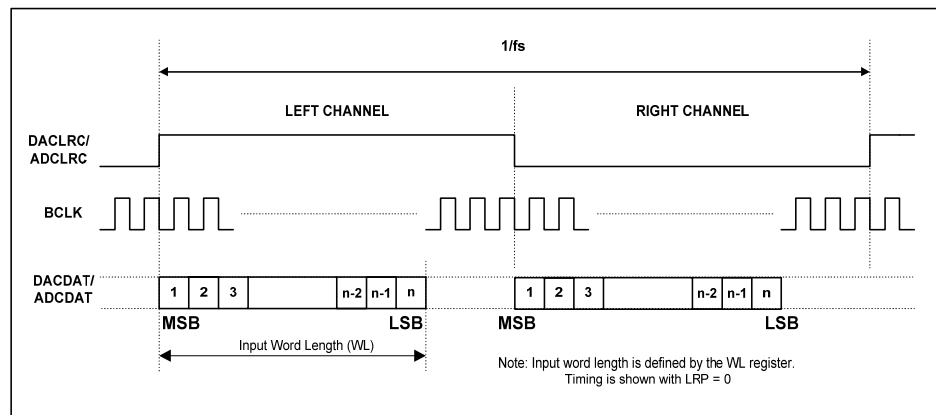 1/fs
LEFT CHANNEL
RIGHT CHANNEL
DACLRC/
ADCLRC
BCLK
DACDAT/
ADCDAT
1 2 3 n-2 n-1 n
1 2 3 n-2 n-1 n
MSB
LSB
MSB
LSB
Input Word Length (WL)
Note: Input word length is defined by the WL register.
Timing is shown with LRP = 0